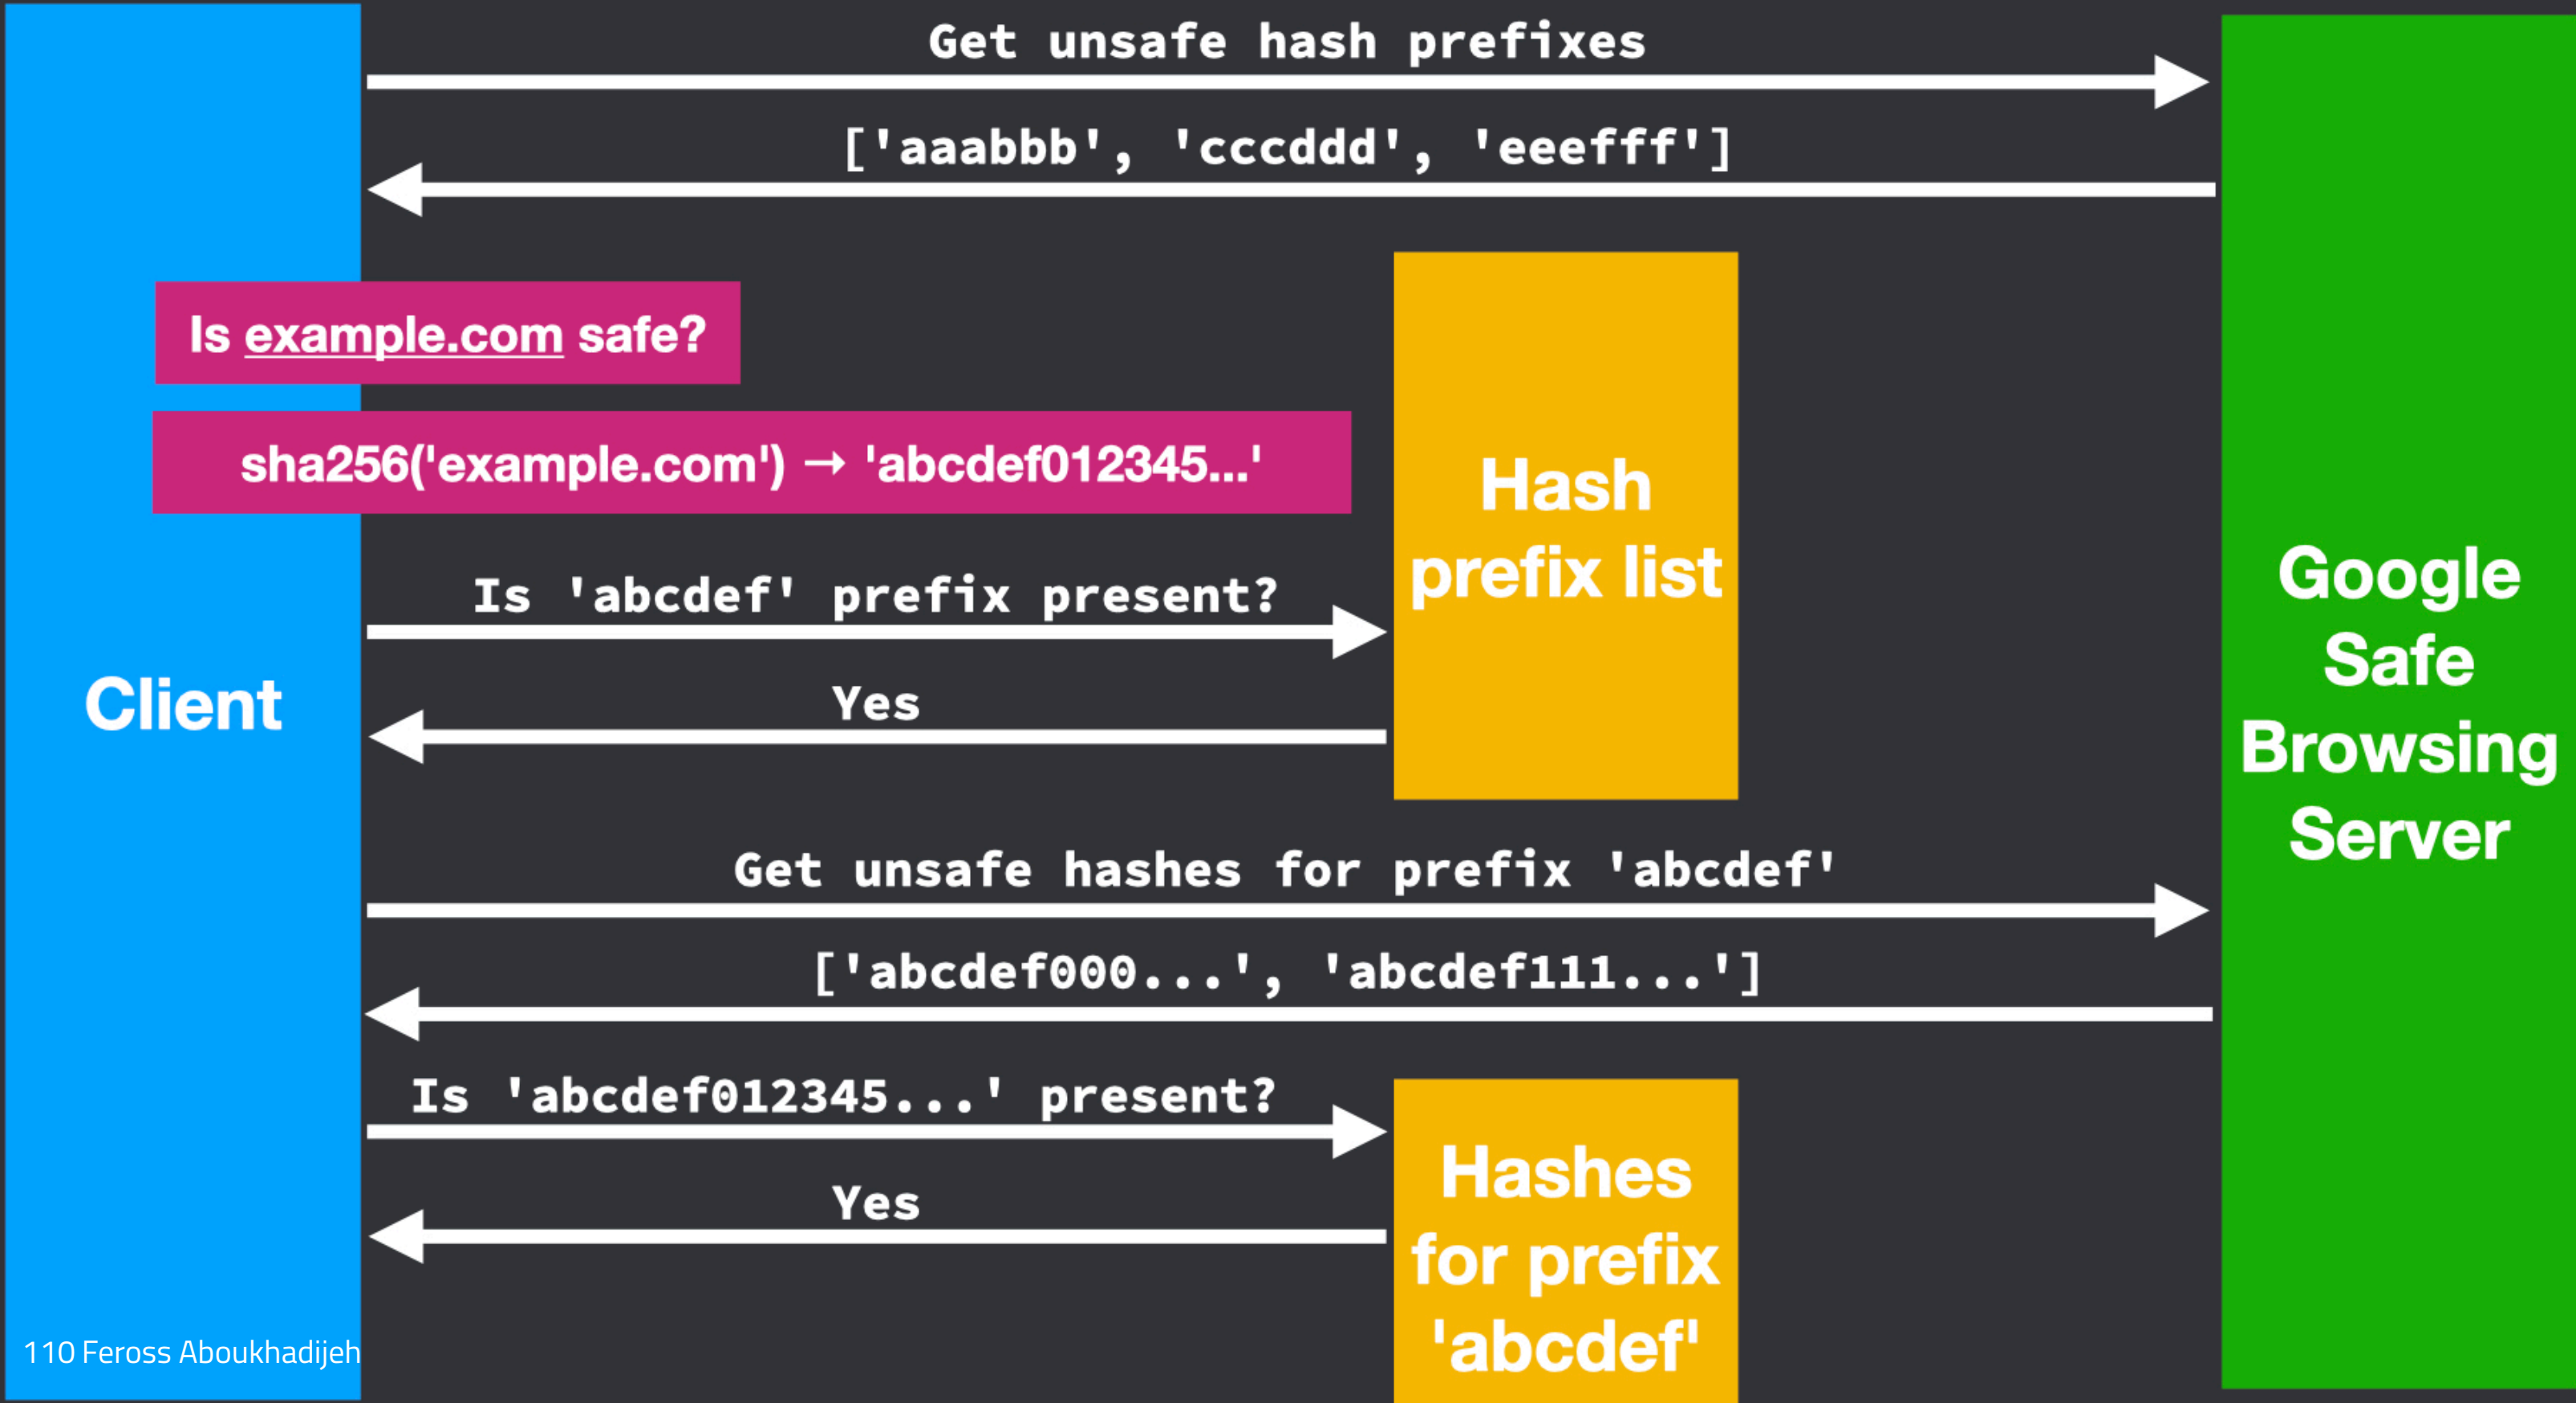 Get unsafe hash prefixes
['aaabbb', 'cccddd', 'eeefff']
Is example.com safe?
sha256('example.com') → 'abcdef012345...'
Hash
prefix list
Is 'abcdef' prefix present?
Yes
Client
Google
Safe
Browsing
Server
Get unsafe hashes for prefix 'abcdef'
['abcdef000...', 'abcdef111...']
Is 'abcdef012345...' present?
Yes
Hashes
for prefix
'abcdef'
110 Feross Aboukhadijeh